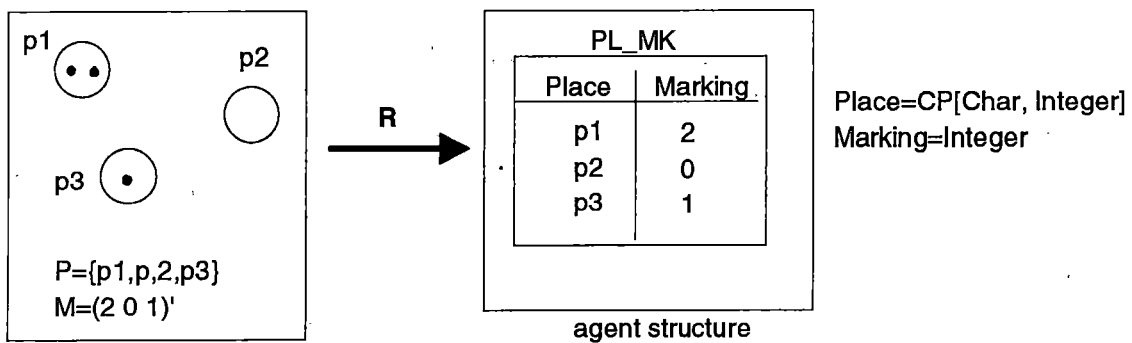 p1
p2
p3
P={p1,p,2,p3}
M=(2 0 1)'
R
PL_MK
Place Marking
p1 2
p2 0
p3 1
agent structure
Place=CP[Char, Integer]
Marking=Integer